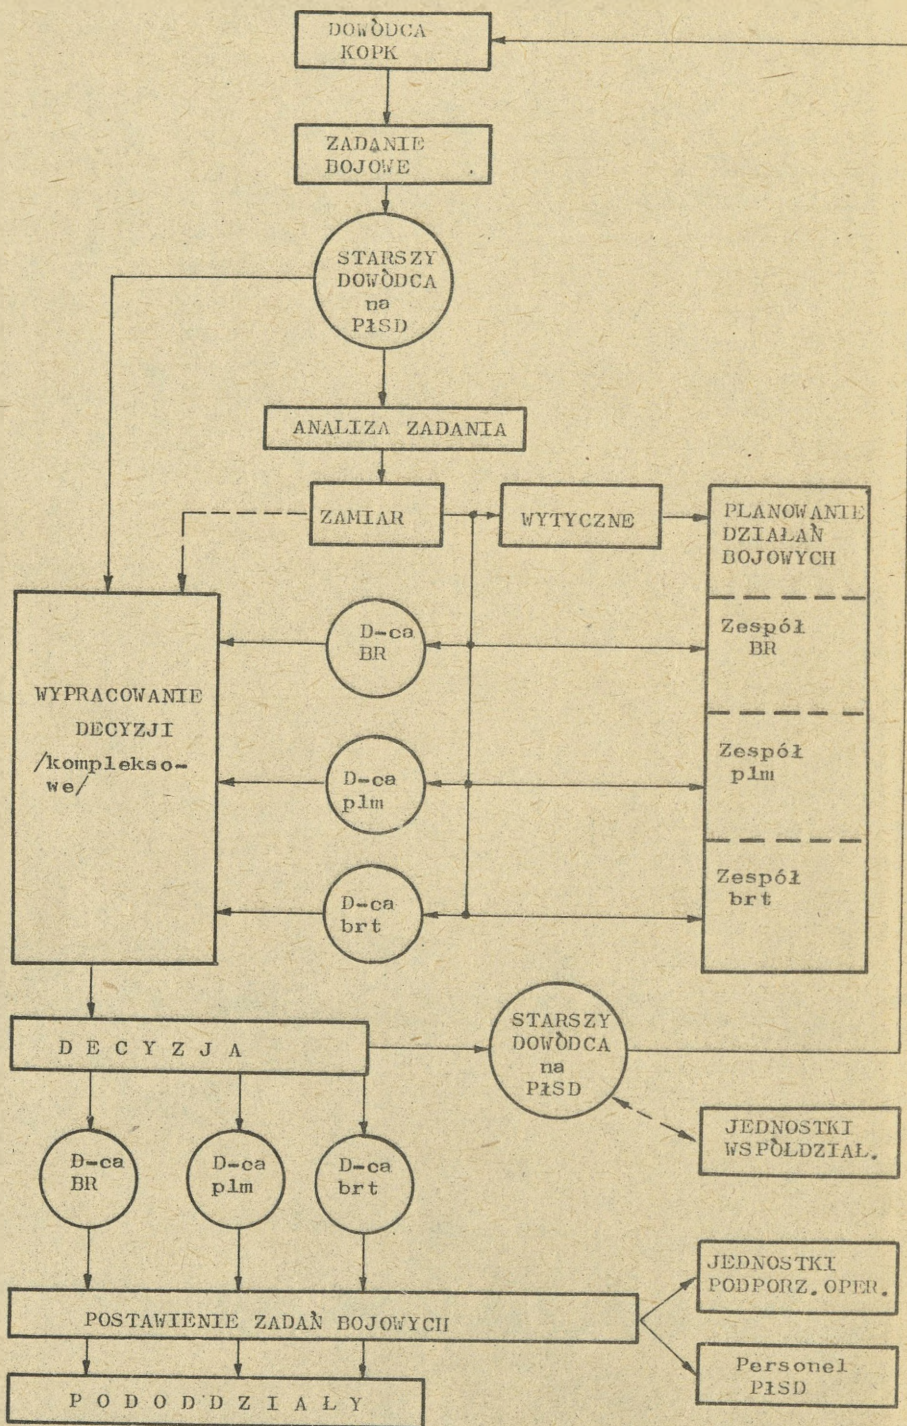 DOWÒDCA
KOPK
ZADANIE
BOJOWE
STARSZY
DOWÒDCA
na
PłSD
ANALIZA ZADANIA
ZAMIAR
WYTYCZNE
PLANOWANIE
DZIAŁAŃ
BOJOWYCH
Zespół
BR
Zespół
plm
Zespół
brt
D-ca
BR
D-ca
plm
D-ca
brt
WYPRACOWANIE
DECYZJI
/komplekso-
we/
D E C Y Z J A
STARSZY
DOWÒDCA
na
PłSD
JEDNOSTKI
WSPÒŁDZIAŁ.
D-ca
BR
D-ca
plm
D-ca
brt
JEDNOSTKI
PODPORZ.OPER.
POSTAWIENIE ZADAŃ BOJOWYCH
Personel
PłSD
P O D O D D Z I A Ł Y